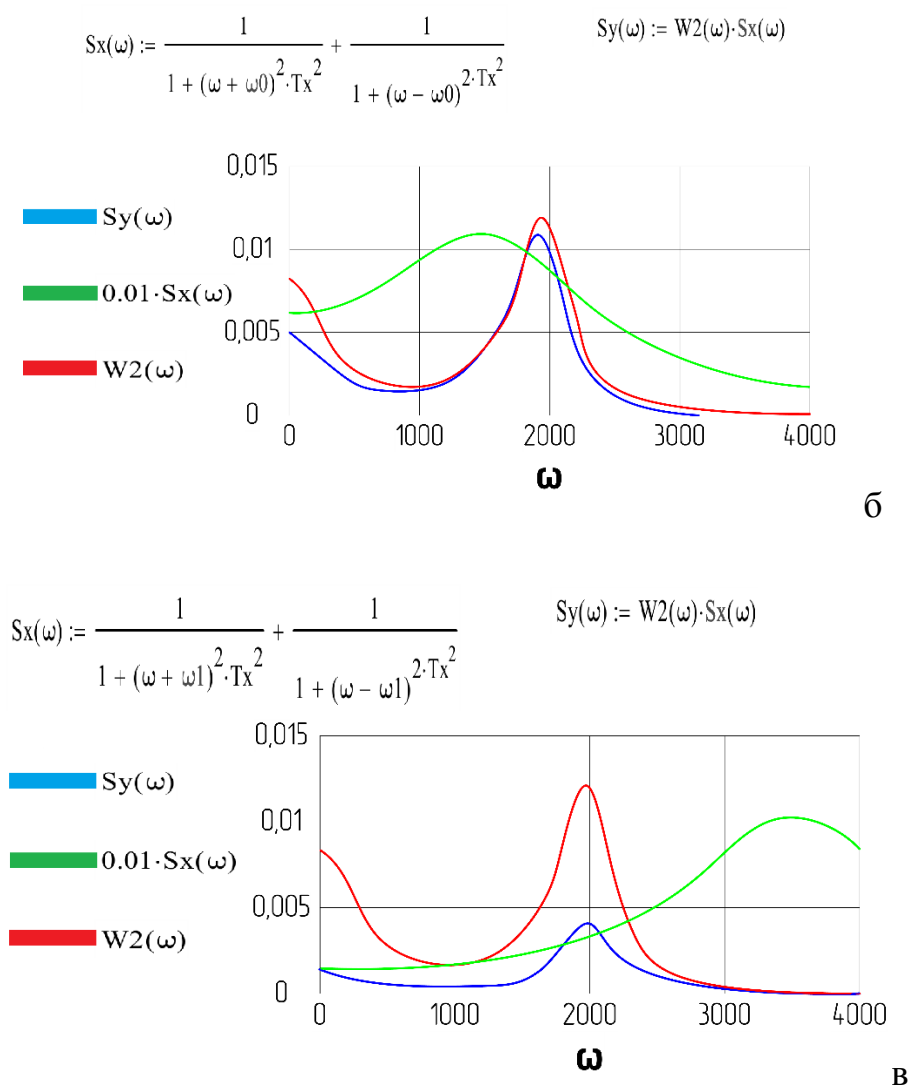 Sx(ω) := 1 / (1 + (ω + ω0)^2·Tx^2) + 1 / (1 + (ω − ω0)^(2·Tx^2))
Sy(ω) := W2(ω)·Sx(ω)
Sy(ω)
0.01·Sx(ω)
W2(ω)
0,015
0,01
0,005
0
0 1000 2000 3000 4000
ω
б
Sx(ω) := 1 / (1 + (ω + ω1)^2·Tx^2) + 1 / (1 + (ω − ω1)^(2·Tx^2))
Sy(ω) := W2(ω)·Sx(ω)
Sy(ω)
0.01·Sx(ω)
W2(ω)
0,015
0,01
0,005
0
0 1000 2000 3000 4000
ω
в